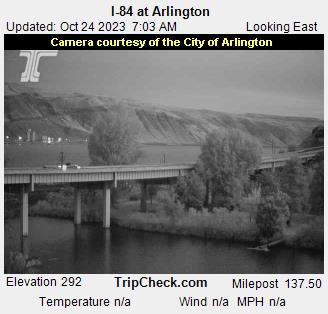 I-84 at Arlington
Updated: Oct 24 2023 7:03 AM Looking East
Camera courtesy of the City of Arlington
Elevation 292 TripCheck.com Milepost 137.50
Temperature n/a Wind n/a MPH n/a